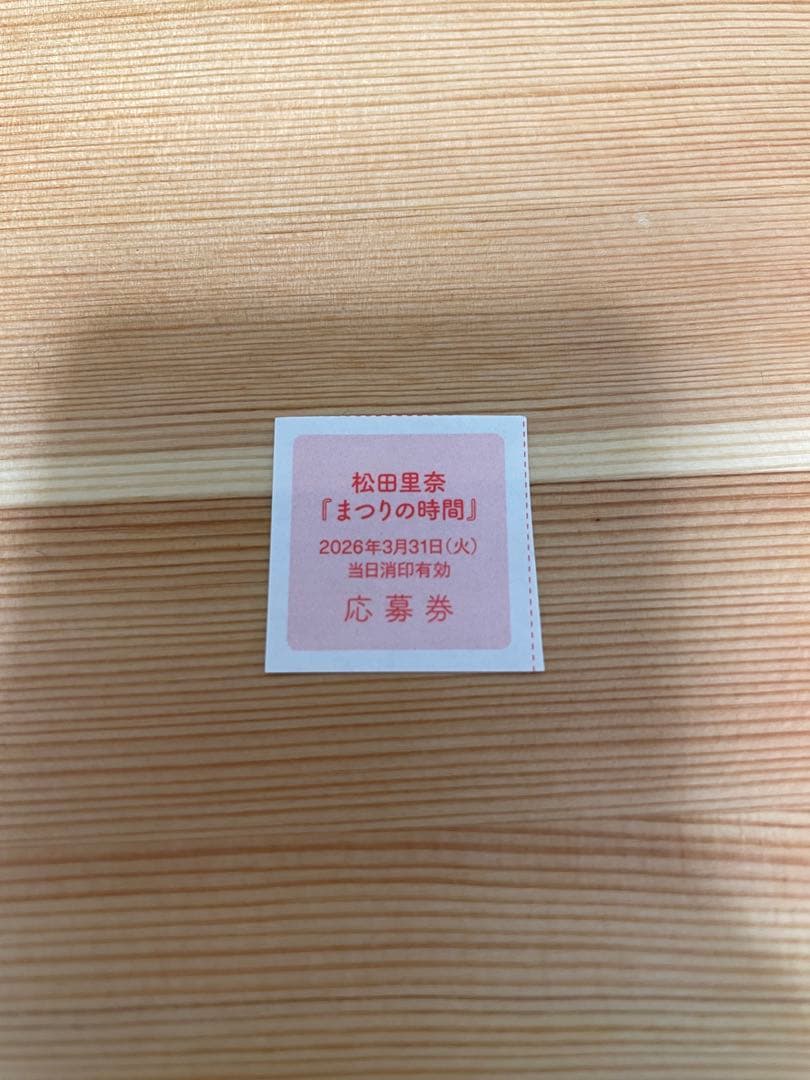 松田里奈
『まつりの時間』
2026年3月31日(火)
当日消印有効
応募券